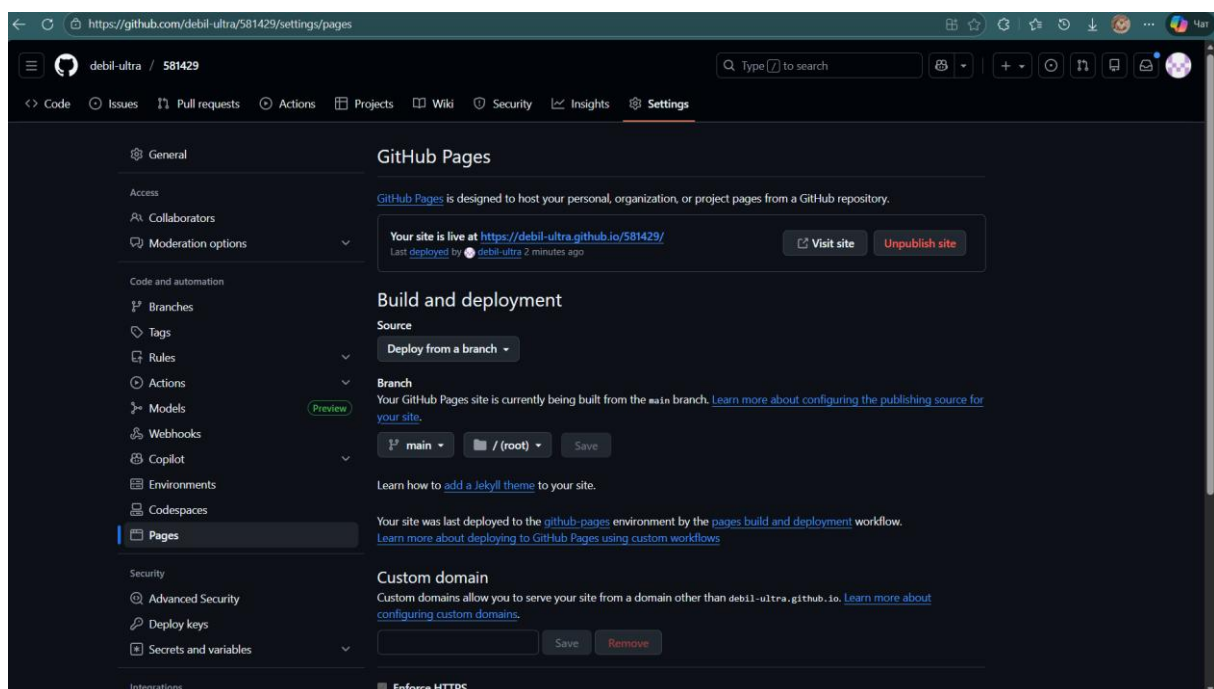 https://github.com/debil-ultra/581429/settings/pages
Чат
debil-ultra / 581429
Type / to search
Code
Issues
Pull requests
Actions
Projects
Wiki
Security
Insights
Settings
General
Access
Collaborators
Moderation options
Code and automation
Branches
Tags
Rules
Actions
Models
Preview
Webhooks
Copilot
Environments
Codespaces
Pages
Security
Advanced Security
Deploy keys
Secrets and variables
Integrations
GitHub Pages
GitHub Pages is designed to host your personal, organization, or project pages from a GitHub repository.
Your site is live at https://debil-ultra.github.io/581429/
Last deployed by debil-ultra 2 minutes ago
Visit site
Unpublish site
Build and deployment
Source
Deploy from a branch
Branch
Your GitHub Pages site is currently being built from the main branch. Learn more about configuring the publishing source for
your site.
main
/ (root)
Save
Learn how to add a Jekyll theme to your site.
Your site was last deployed to the github-pages environment by the pages build and deployment workflow.
Learn more about deploying to GitHub Pages using custom workflows
Custom domain
Custom domains allow you to serve your site from a domain other than debil-ultra.github.io. Learn more about
configuring custom domains.
Save
Remove
Enforce HTTPS